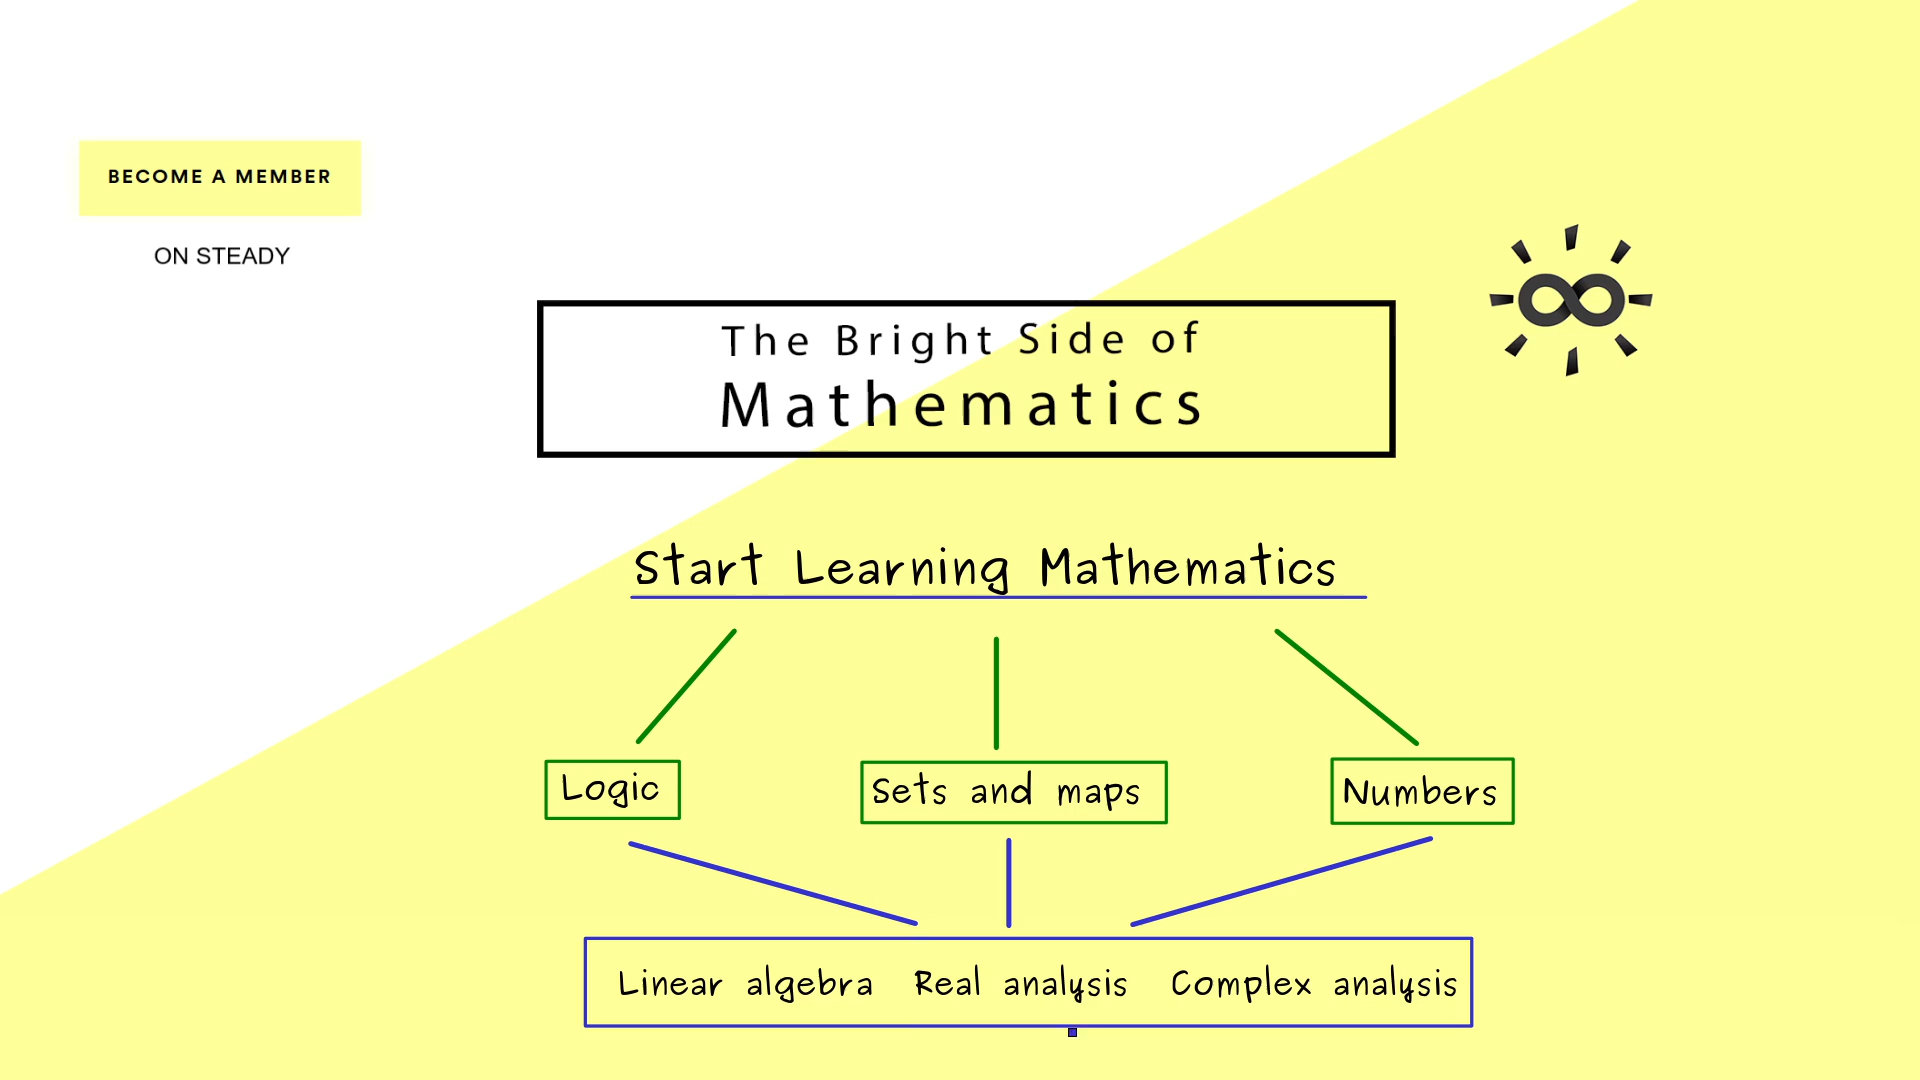 BECOME A MEMBER
ON STEADY
The Bright Side of
Mathematics
Start Learning Mathematics
Logic
Sets and maps
Numbers
Linear algebra Real analysis Complex analysis